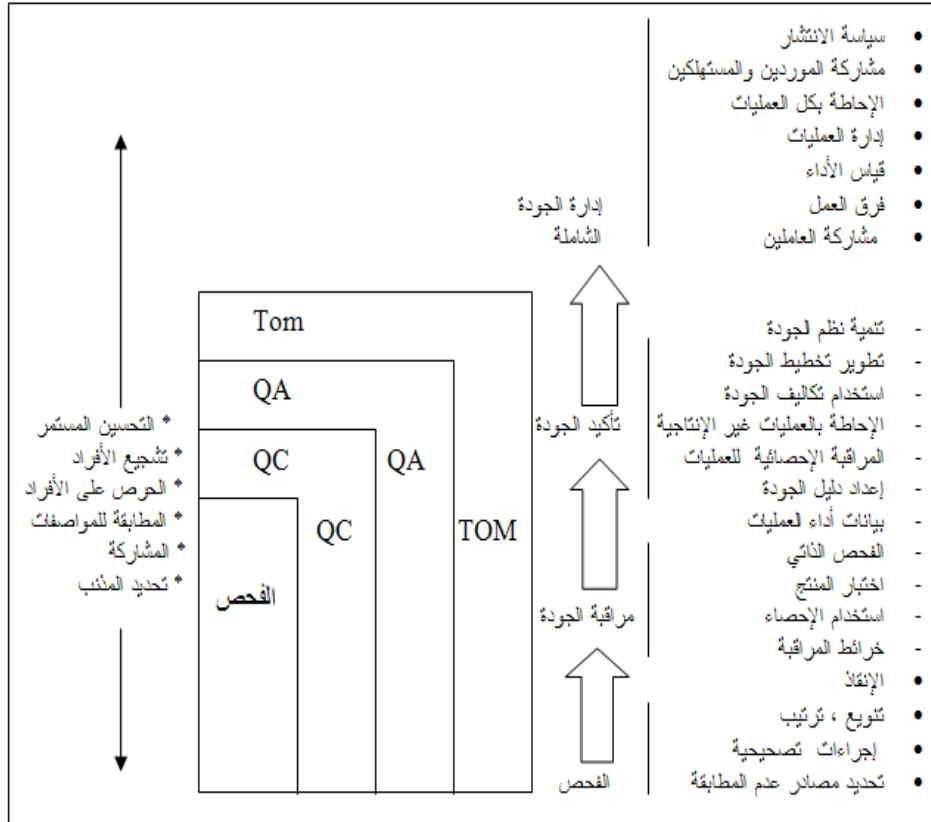 • سياسة الانتشار
• مشاركة الموردين والمستهلكين
• الإحاطة بكل العمليات
• إدارة العمليات
• قياس الأداء
• فرق العمل
• مشاركة العاملين
- تنمية نظم الجودة
- تطوير تخطيط الجودة
- استخدام تكاليف الجودة
- الإحاطة بالعمليات غير الإنتاجية
- المراقبة الإحصائية للعمليات
- إعداد دليل الجودة
- بيانات أداء العمليات
- الفحص الذاتي
- اختبار المنتج
- استخدام الإحصاء
- خرائط المراقبة
• الإنقاذ
• تنويع ، ترتيب
• إجراءات تصحيحية
• تحديد مصادر عدم المطابقة
إدارة الجودة
الشاملة
تأكيد الجودة
مراقبة الجودة
الفحص
Tom
QA
QC
QA
QC
TOM
الفحص
* التحسين المستمر
* تشجيع الأفراد
* الحرص على الأفراد
* المطابقة للمواصفات
* المشاركة
* تحديد المذنب